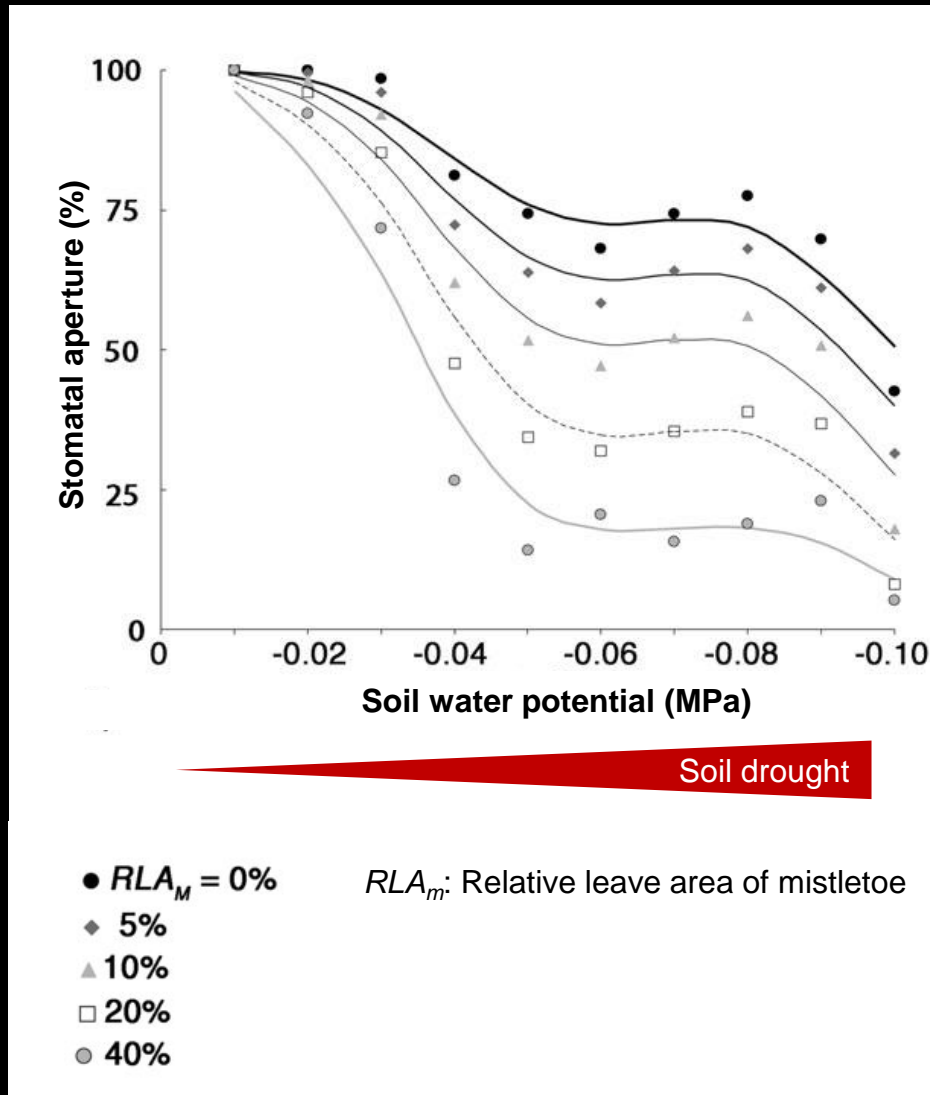 100
75
50
25
0
Stomatal aperture (%)
0 -0.02 -0.04 -0.06 -0.08 -0.10
Soil water potential (MPa)
Soil drought
RLA_M = 0%
RLA_m: Relative leave area of mistletoe
5%
10%
20%
40%